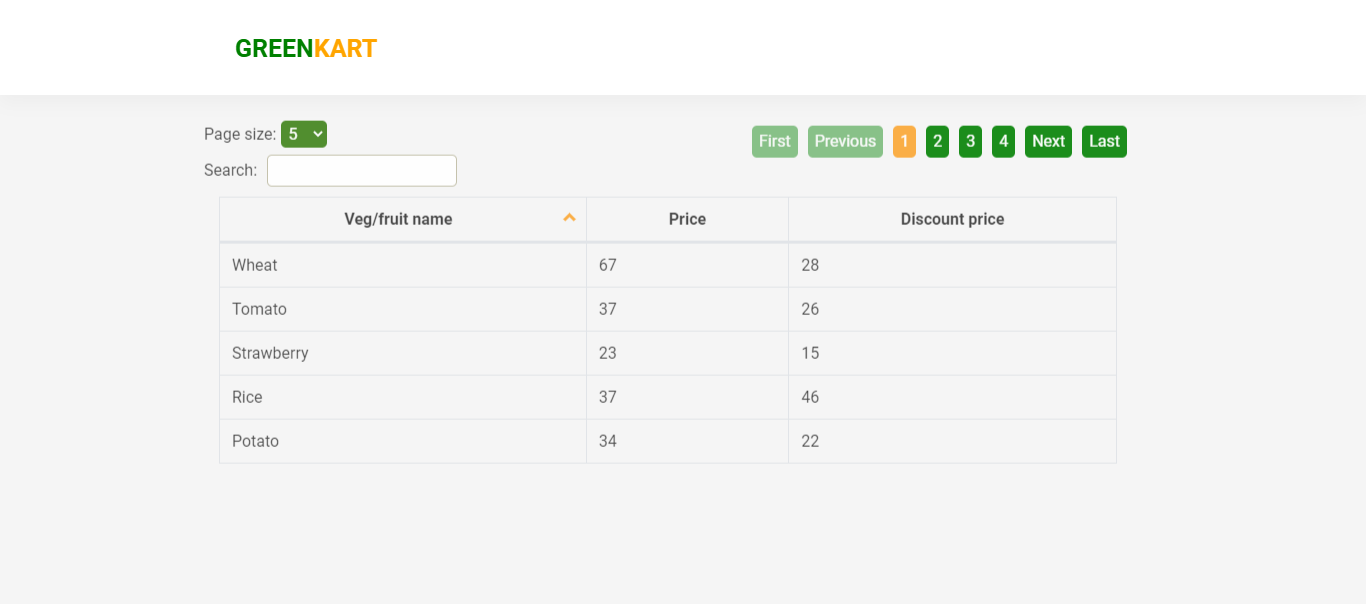 GREENKART
Page size: 5
First Previous 1 2 3 4 Next Last
Search:
Veg/fruit name Price Discount price
Wheat 67 28
Tomato 37 26
Strawberry 23 15
Rice 37 46
Potato 34 22